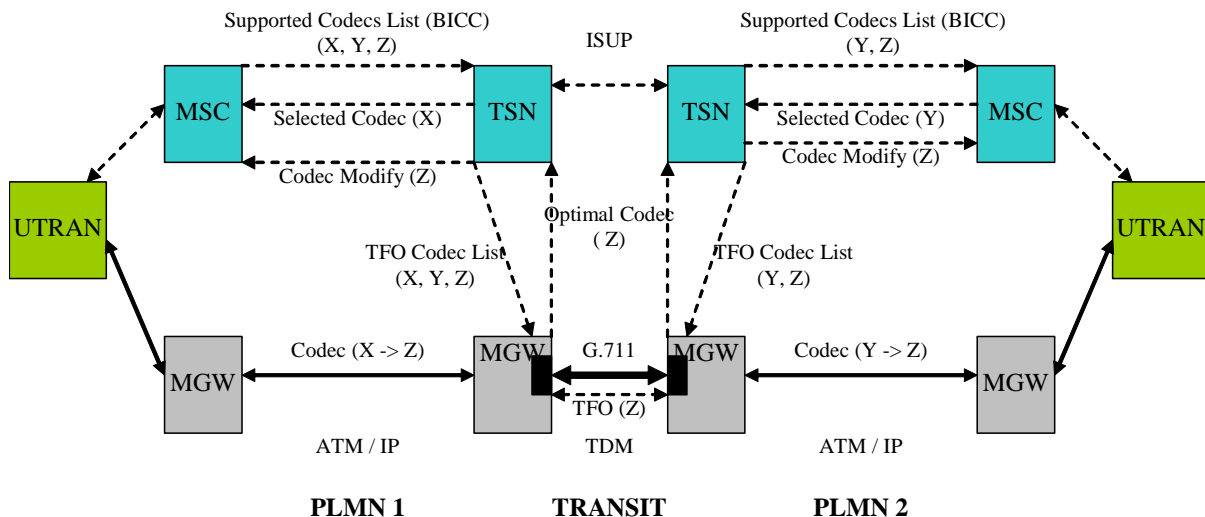 Supported Codecs List (BICC)
(X, Y, Z)
ISUP
Supported Codecs List (BICC)
(Y, Z)
MSC
TSN
TSN
MSC
Selected Codec (X)
Selected Codec (Y)
Codec Modify (Z)
Codec Modify (Z)
UTRAN
Optimal Codec
( Z)
UTRAN
TFO Codec List
(X, Y, Z)
TFO Codec List
(Y, Z)
MGW
Codec (X -> Z)
MGW
G.711
MGW
Codec (Y -> Z)
MGW
TFO (Z)
ATM / IP
TDM
ATM / IP
PLMN 1
TRANSIT
PLMN 2